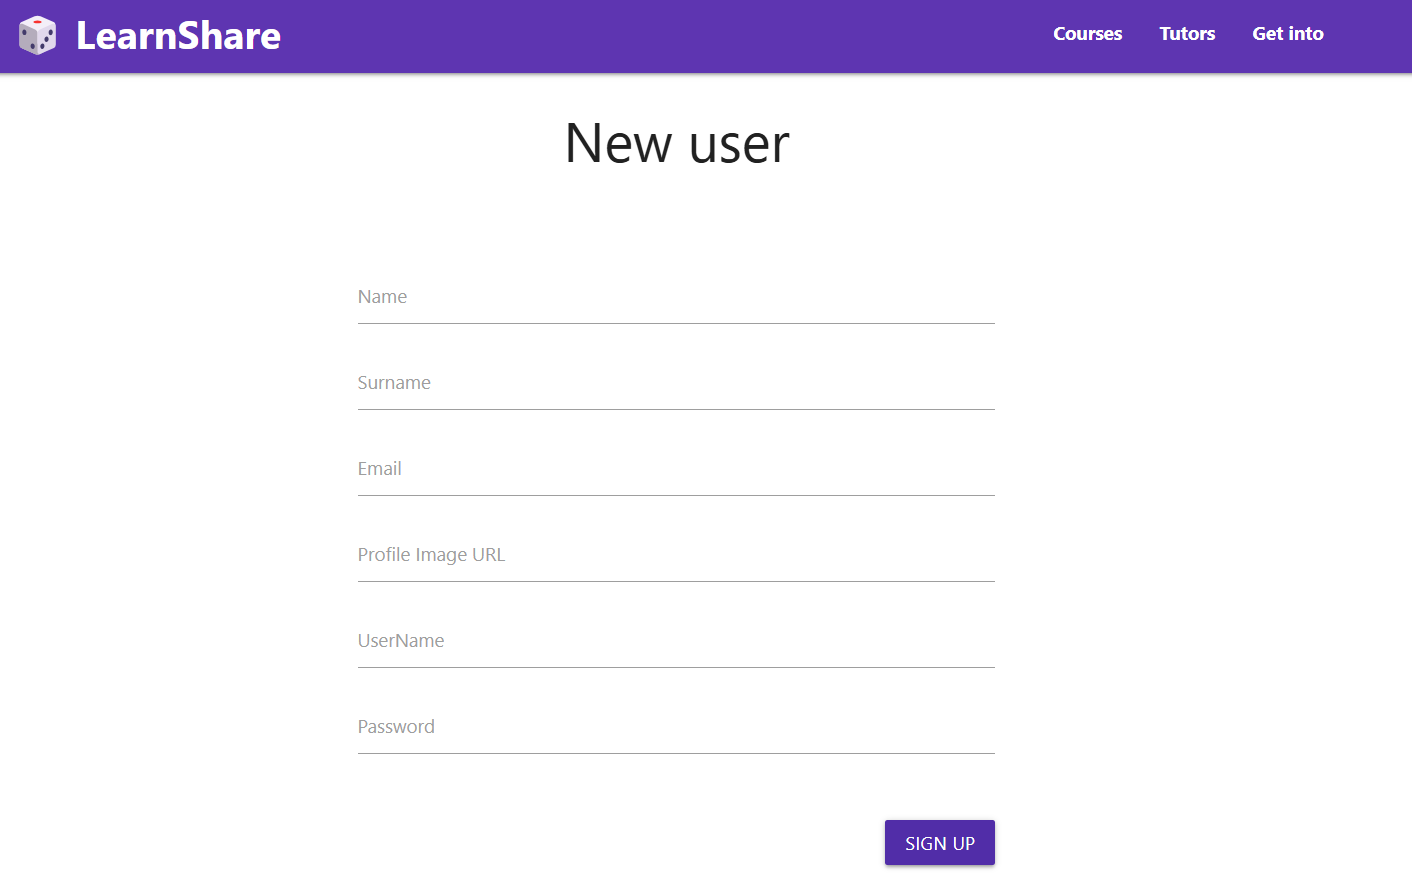 LearnShare
Courses Tutors Get into
New user
Name
Surname
Email
Profile Image URL
UserName
Password
SIGN UP